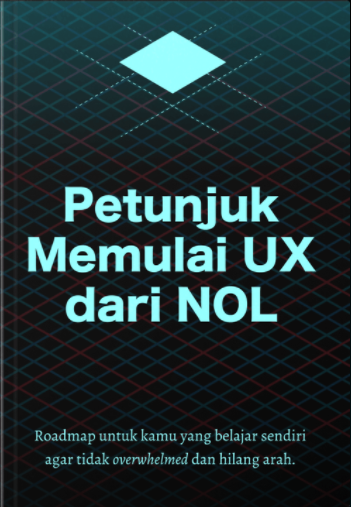 Petunjuk
Memulai UX
dari NOL
Roadmap untuk kamu yang belajar sendiri
agar tidak overwhelmed dan hilang arah.